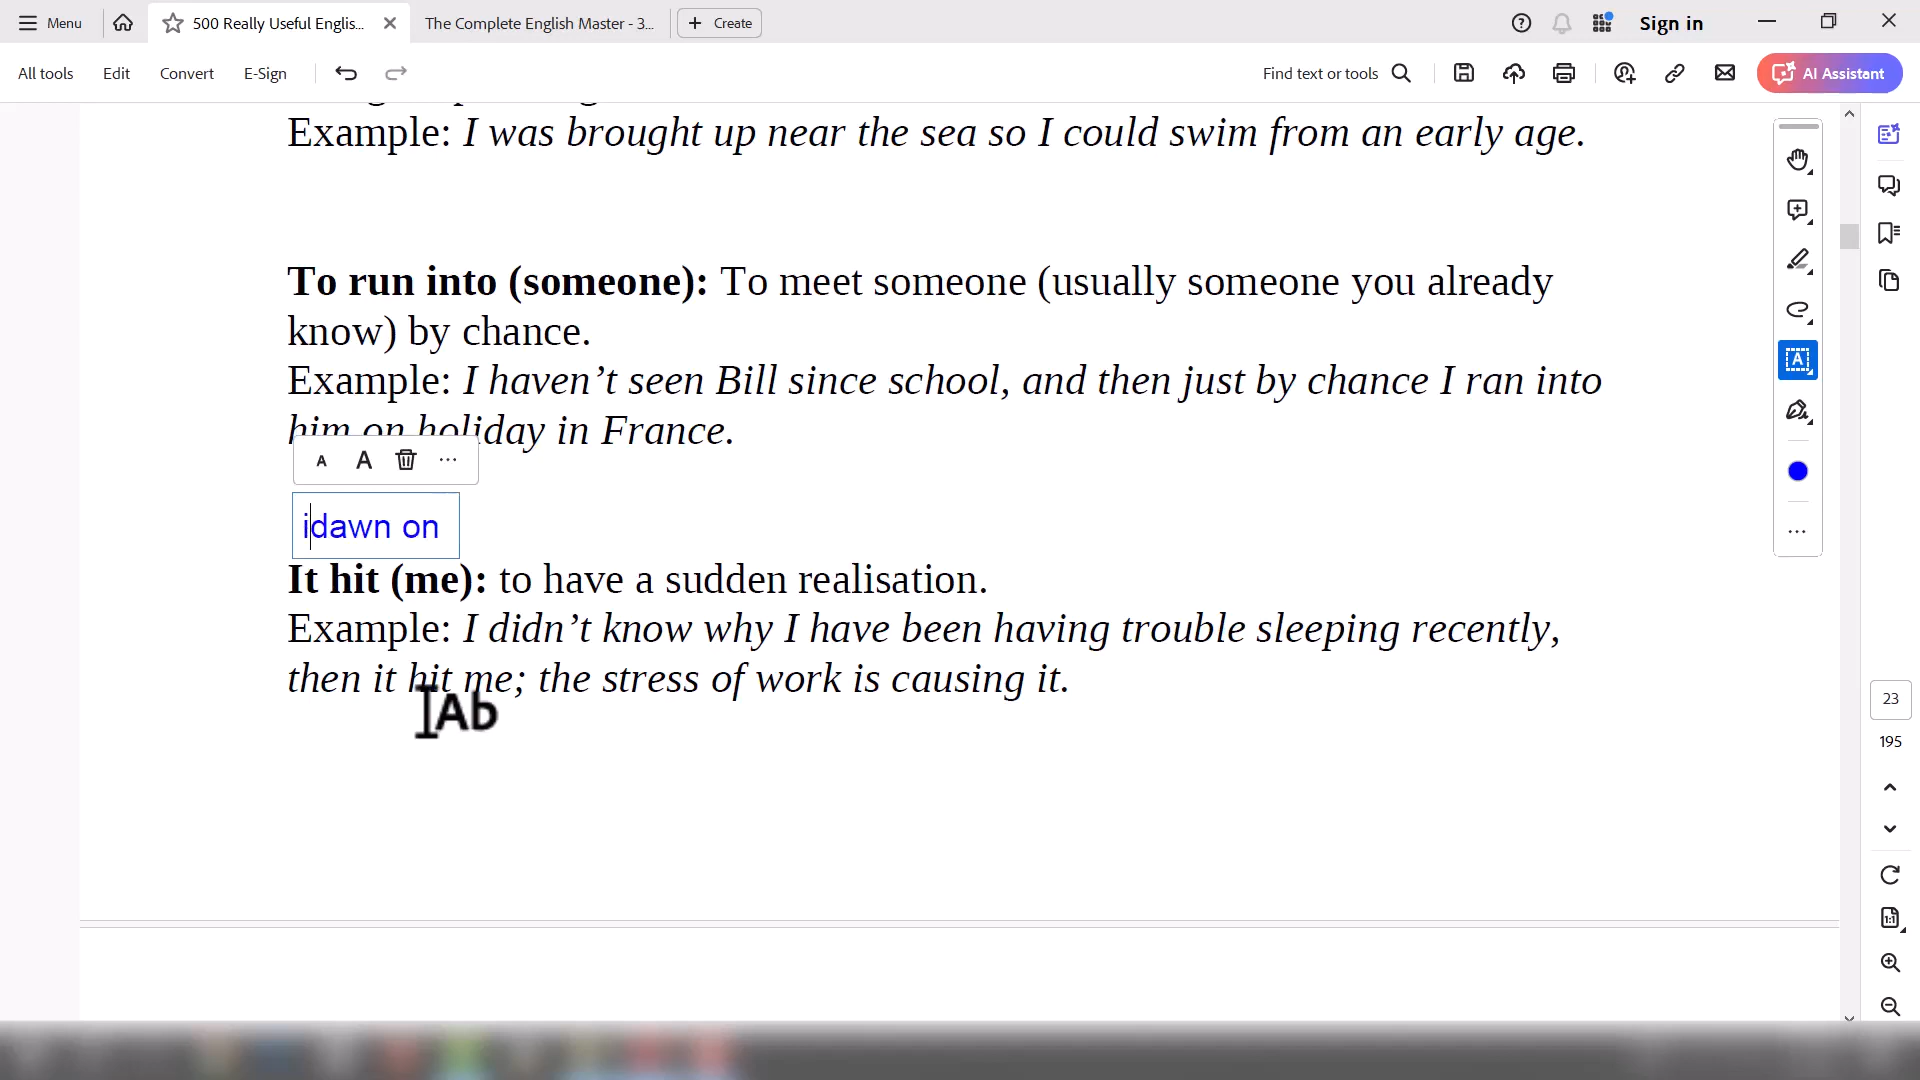 Menu
500 Really Useful Englis...
The Complete English Master - 3...
Create
Sign in
All tools
Edit
Convert
E-Sign
Find text or tools
AI Assistant
Example: I was brought up near the sea so I could swim from an early age.
To run into (someone): To meet someone (usually someone you already
know) by chance.
Example: I haven’t seen Bill since school, and then just by chance I ran into
him on holiday in France.
A A ...
idawn on
It hit (me): to have a sudden realisation.
Example: I didn’t know why I have been having trouble sleeping recently,
then it hit me; the stress of work is causing it.
Ab
23
195